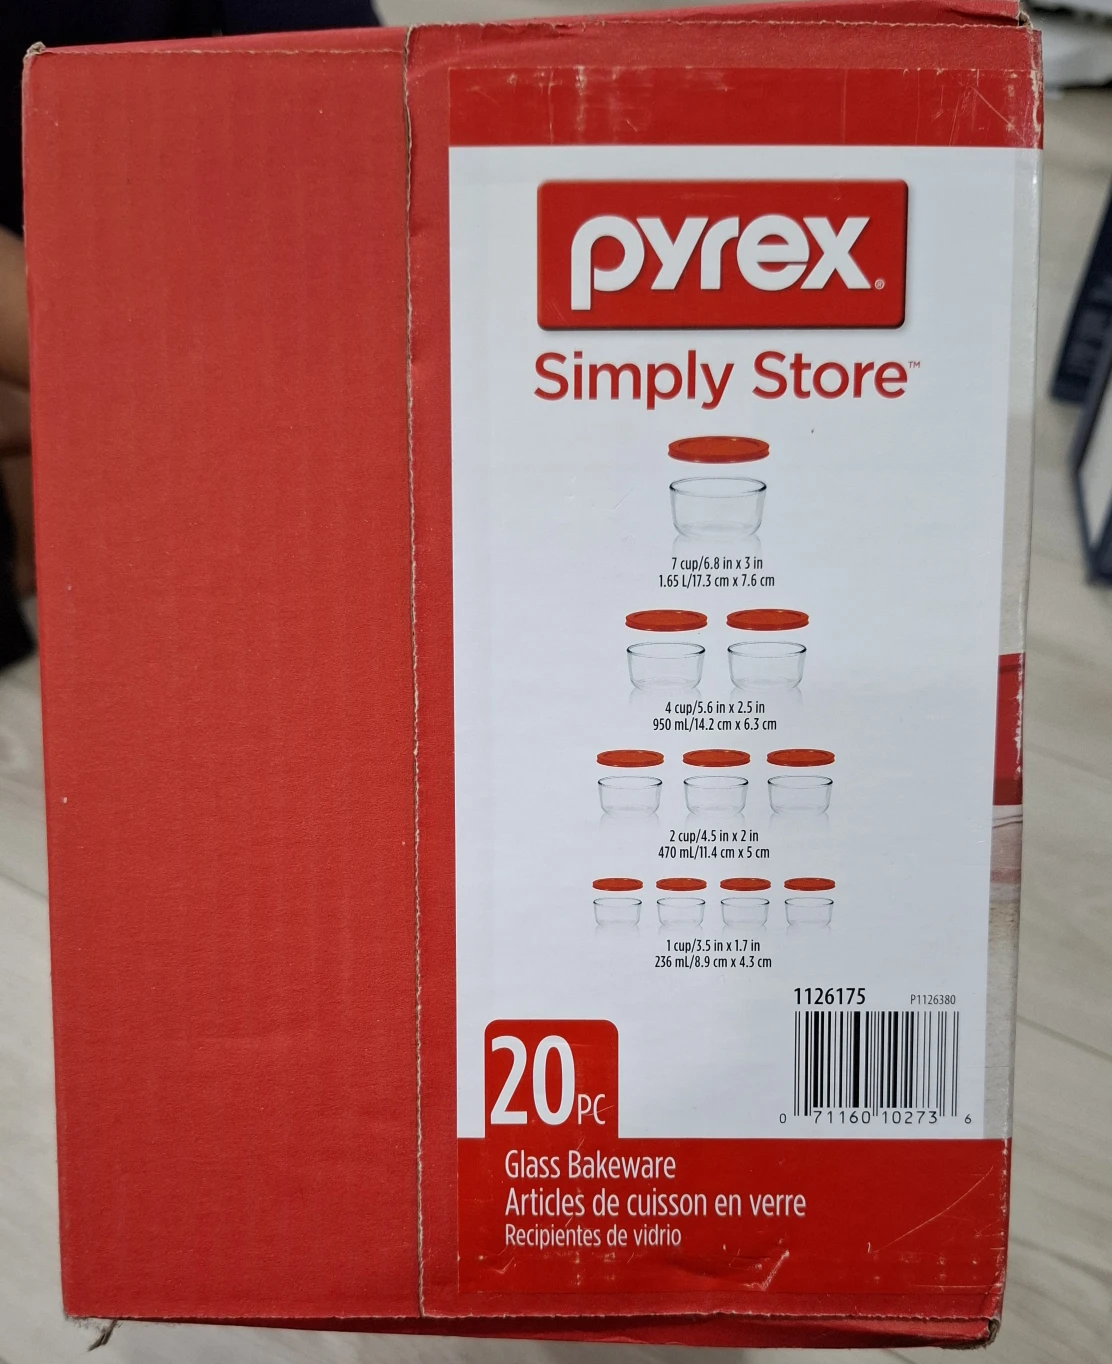 pyrex®
Simply Store™
7 cup/6.8 in x 3 in
1.65 L/17.3 cm x 7.6 cm
4 cup/5.6 in x 2.5 in
950 mL/14.2 cm x 6.3 cm
2 cup/4.5 in x 2 in
470 mL/11.4 cm x 5 cm
1 cup/3.5 in x 1.7 in
236 mL/8.9 cm x 4.3 cm
1126175 P1126380
0 71160 10273 6
20 PC
Glass Bakeware
Articles de cuisson en verre
Recipientes de vidrio